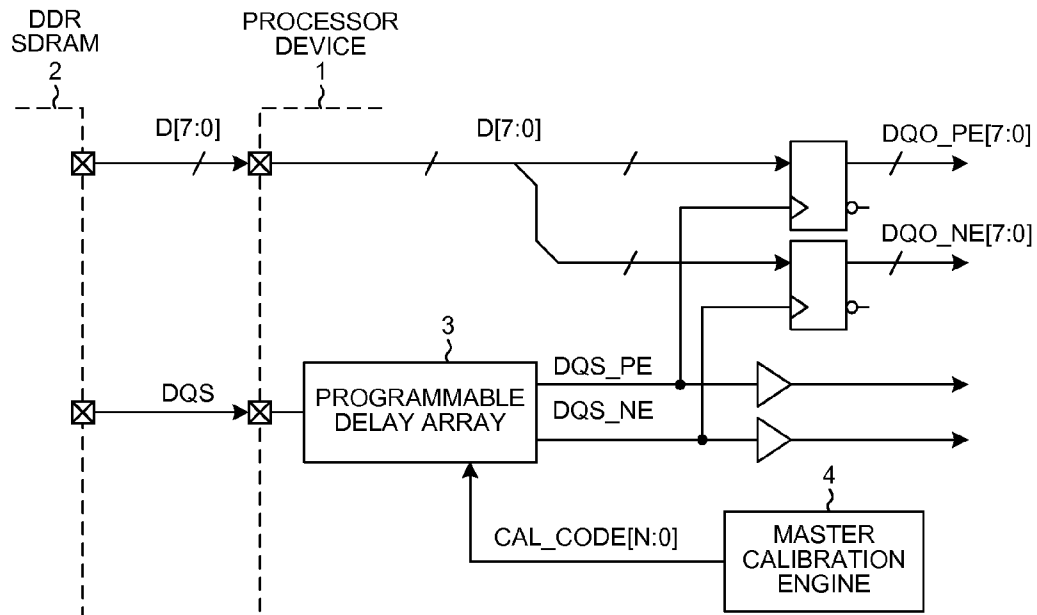 DDR
SDRAM
2
PROCESSOR
DEVICE
1
D[7:0]
D[7:0]
DQO_PE[7:0]
DQO_NE[7:0]
3
DQS
PROGRAMMABLE
DELAY ARRAY
DQS_PE
DQS_NE
4
CAL_CODE[N:0]
MASTER
CALIBRATION
ENGINE